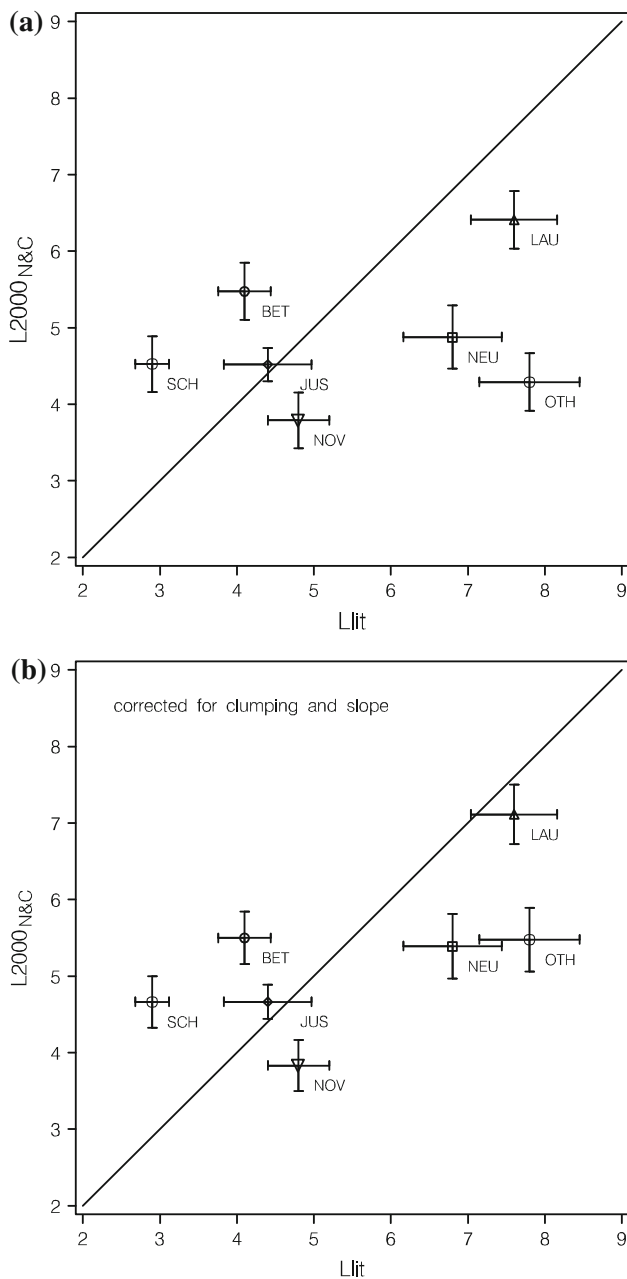 (a)
9
8
7
6
5
4
3
2
L2000N&C
LAU
BET
NEU
SCH
JUS
OTH
NOV
2 3 4 5 6 7 8 9
Llit
(b)
corrected for clumping and slope
9
8
7
6
5
4
3
2
L2000N&C
LAU
BET
NEU
OTH
SCH
JUS
NOV
2 3 4 5 6 7 8 9
Llit